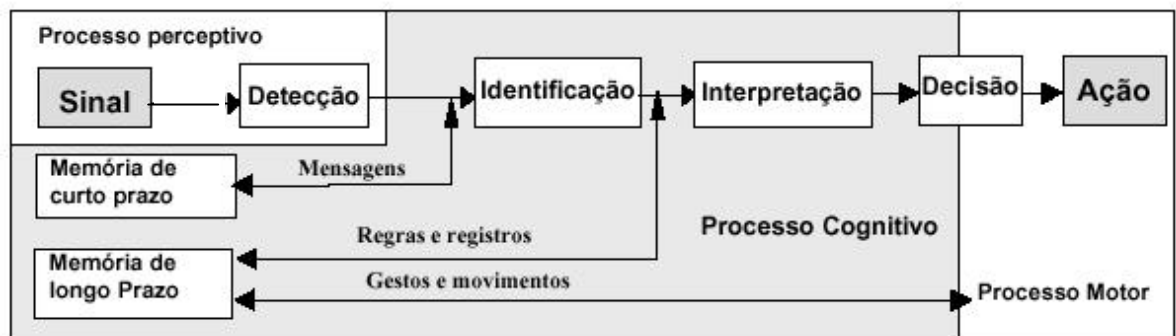 Processo perceptivo
Sinal
Detecção
Identificação
Interpretação
Decisão
Ação
Memória de
curto prazo
Mensagens
Regras e registros
Processo Cognitivo
Memória de
longo Prazo
Gestos e movimentos
Processo Motor